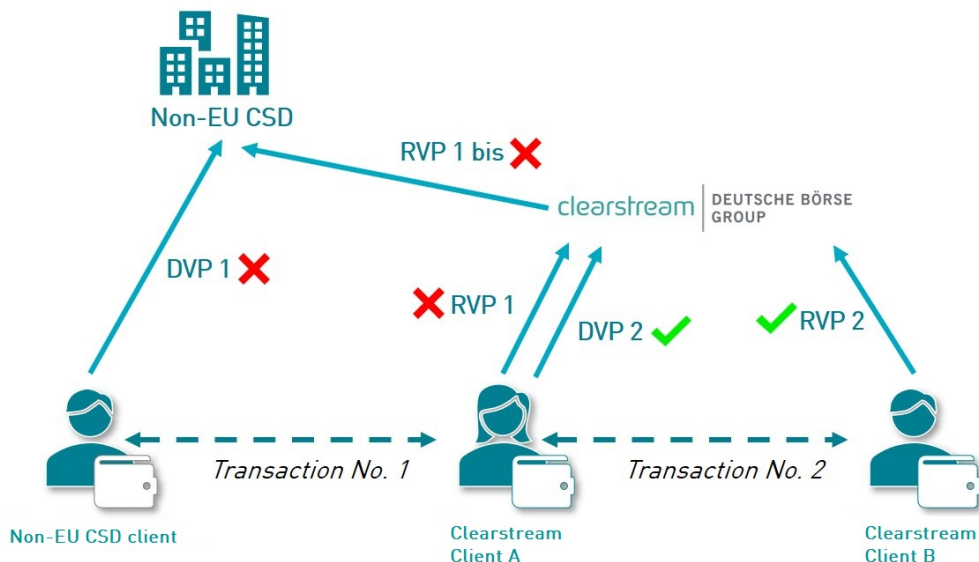 Non-EU CSD
RVP 1 bis
clearstream
DEUTSCHE BÖRSE
GROUP
DVP 1
RVP 1
DVP 2
RVP 2
Transaction No. 1
Transaction No. 2
Non-EU CSD client
Clearstream
Client A
Clearstream
Client B